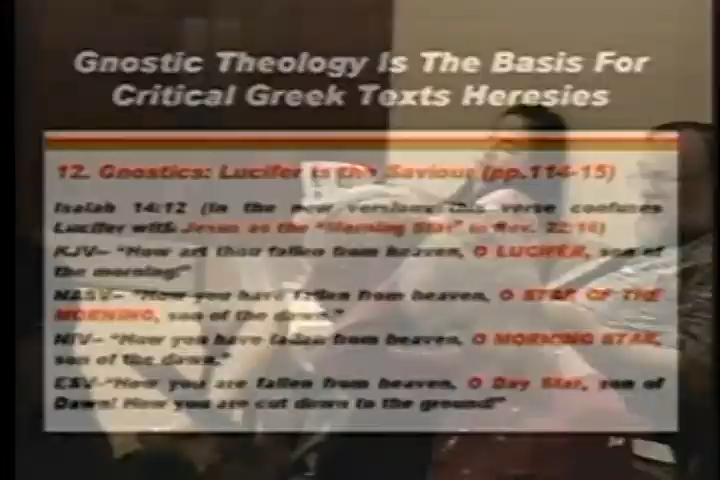 Gnostic Theology Is The Basis For
Critical Greek Texts Heresies
12. Gnostics: Lucifer is the Saviour (pp.114-15)
Isaiah 14:12 (In the new versions this verse confuses
Lucifer with Jesus as the "Morning Star" in Rev. 22:16)
KJV– "How art thou fallen from heaven, O LUCIFER, son of
the morning!"
NASV– "How you have fallen from heaven, O STAR OF THE
MORNING, son of the dawn."
NIV– "How you have fallen from heaven, O MORNING STAR,
son of the dawn."
ESV-"How you are fallen from heaven, O Day Star, son of
Dawn! How you are cut down to the ground!"